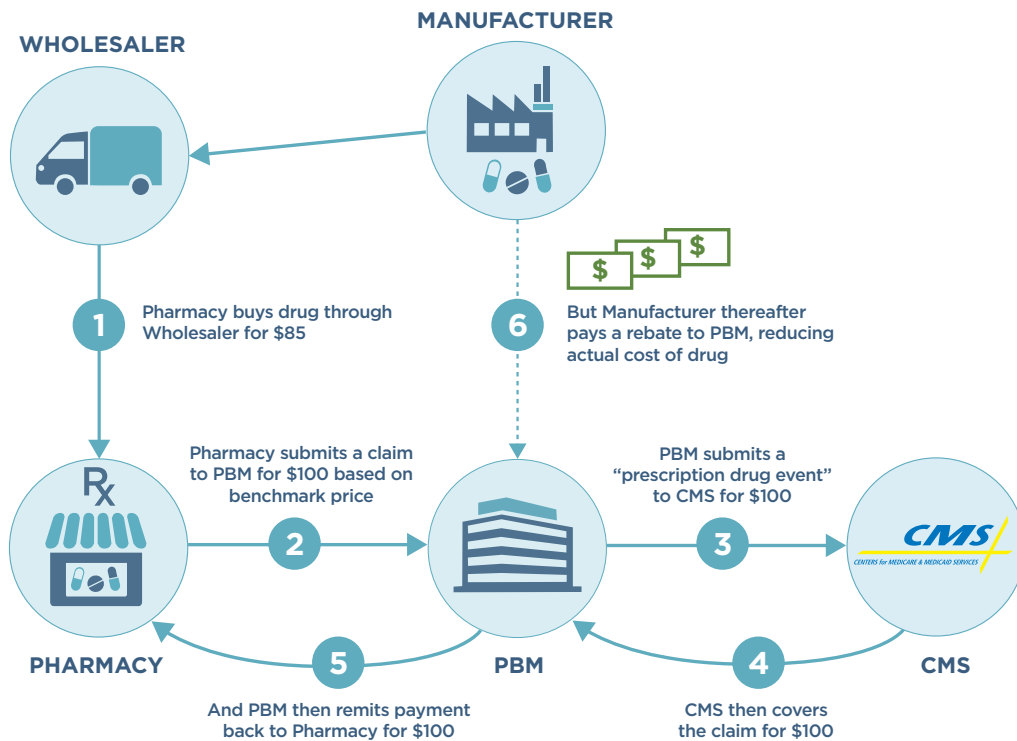 MANUFACTURER
WHOLESALER
$
$
$
1
Pharmacy buys drug through
Wholesaler for $85
6
But Manufacturer thereafter
pays a rebate to PBM, reducing
actual cost of drug
Pharmacy submits a claim
to PBM for $100 based on
benchmark price
PBM submits a
“prescription drug event”
to CMS for $100
Rx
2
3
CMS
CENTERS for MEDICARE & MEDICAID SERVICES
PHARMACY
5
PBM
4
CMS
And PBM then remits payment
back to Pharmacy for $100
CMS then covers
the claim for $100